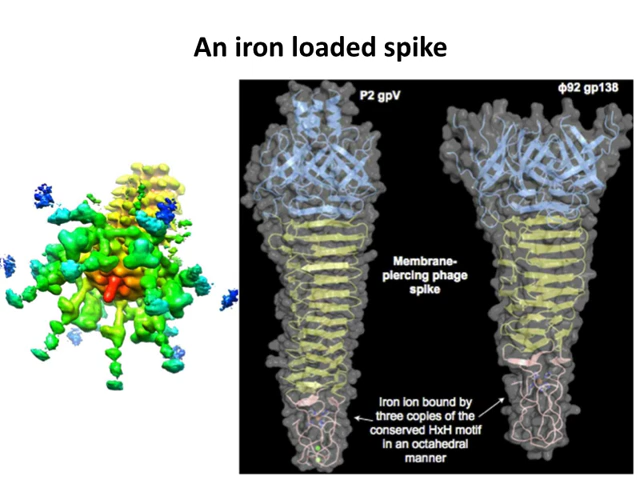 An iron loaded spike
P2 gpV
ϕ92 gp138
Membrane-
piercing phage
spike
Iron ion bound by
three copies of the
conserved HxH motif
in an octahedral
manner